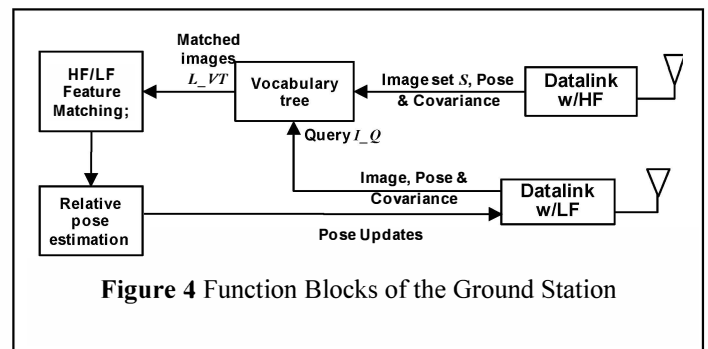 Matched
images
L_VT
HF/LF
Feature
Matching;
Vocabulary
tree
Image set S, Pose
& Covariance
Datalink
w/HF
Query I_Q
Image, Pose &
Covariance
Datalink
w/LF
Relative
pose
estimation
Pose Updates
Figure 4 Function Blocks of the Ground Station